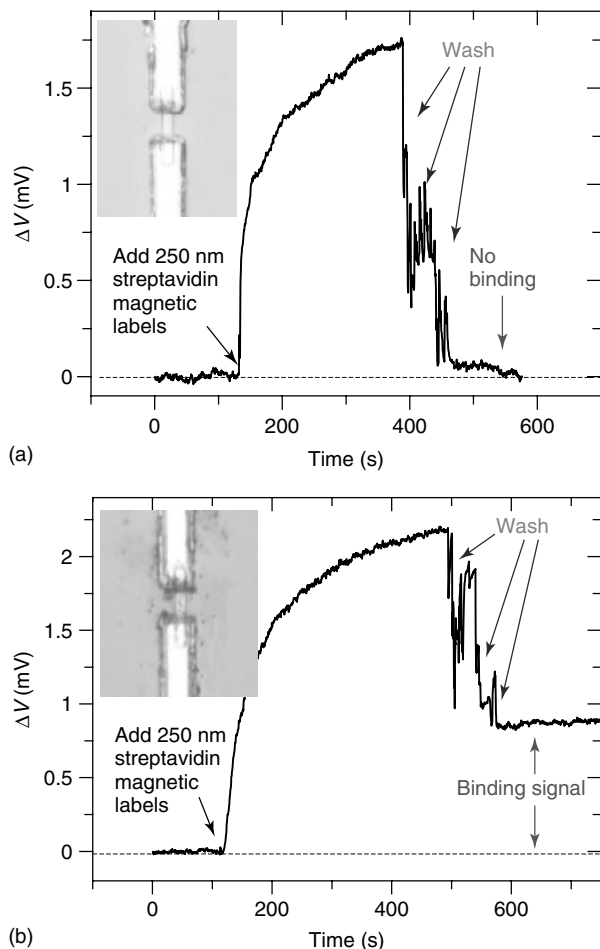 1.5
1
0.5
0
ΔV (mV)
Wash
Add 250 nm
streptavidin
magnetic
labels
No
binding
0 200 400 600
Time (s)
(a)
2
1.5
1
0.5
0
ΔV (mV)
Wash
Add 250 nm
streptavidin
magnetic
labels
Binding signal
0 200 400 600
Time (s)
(b)